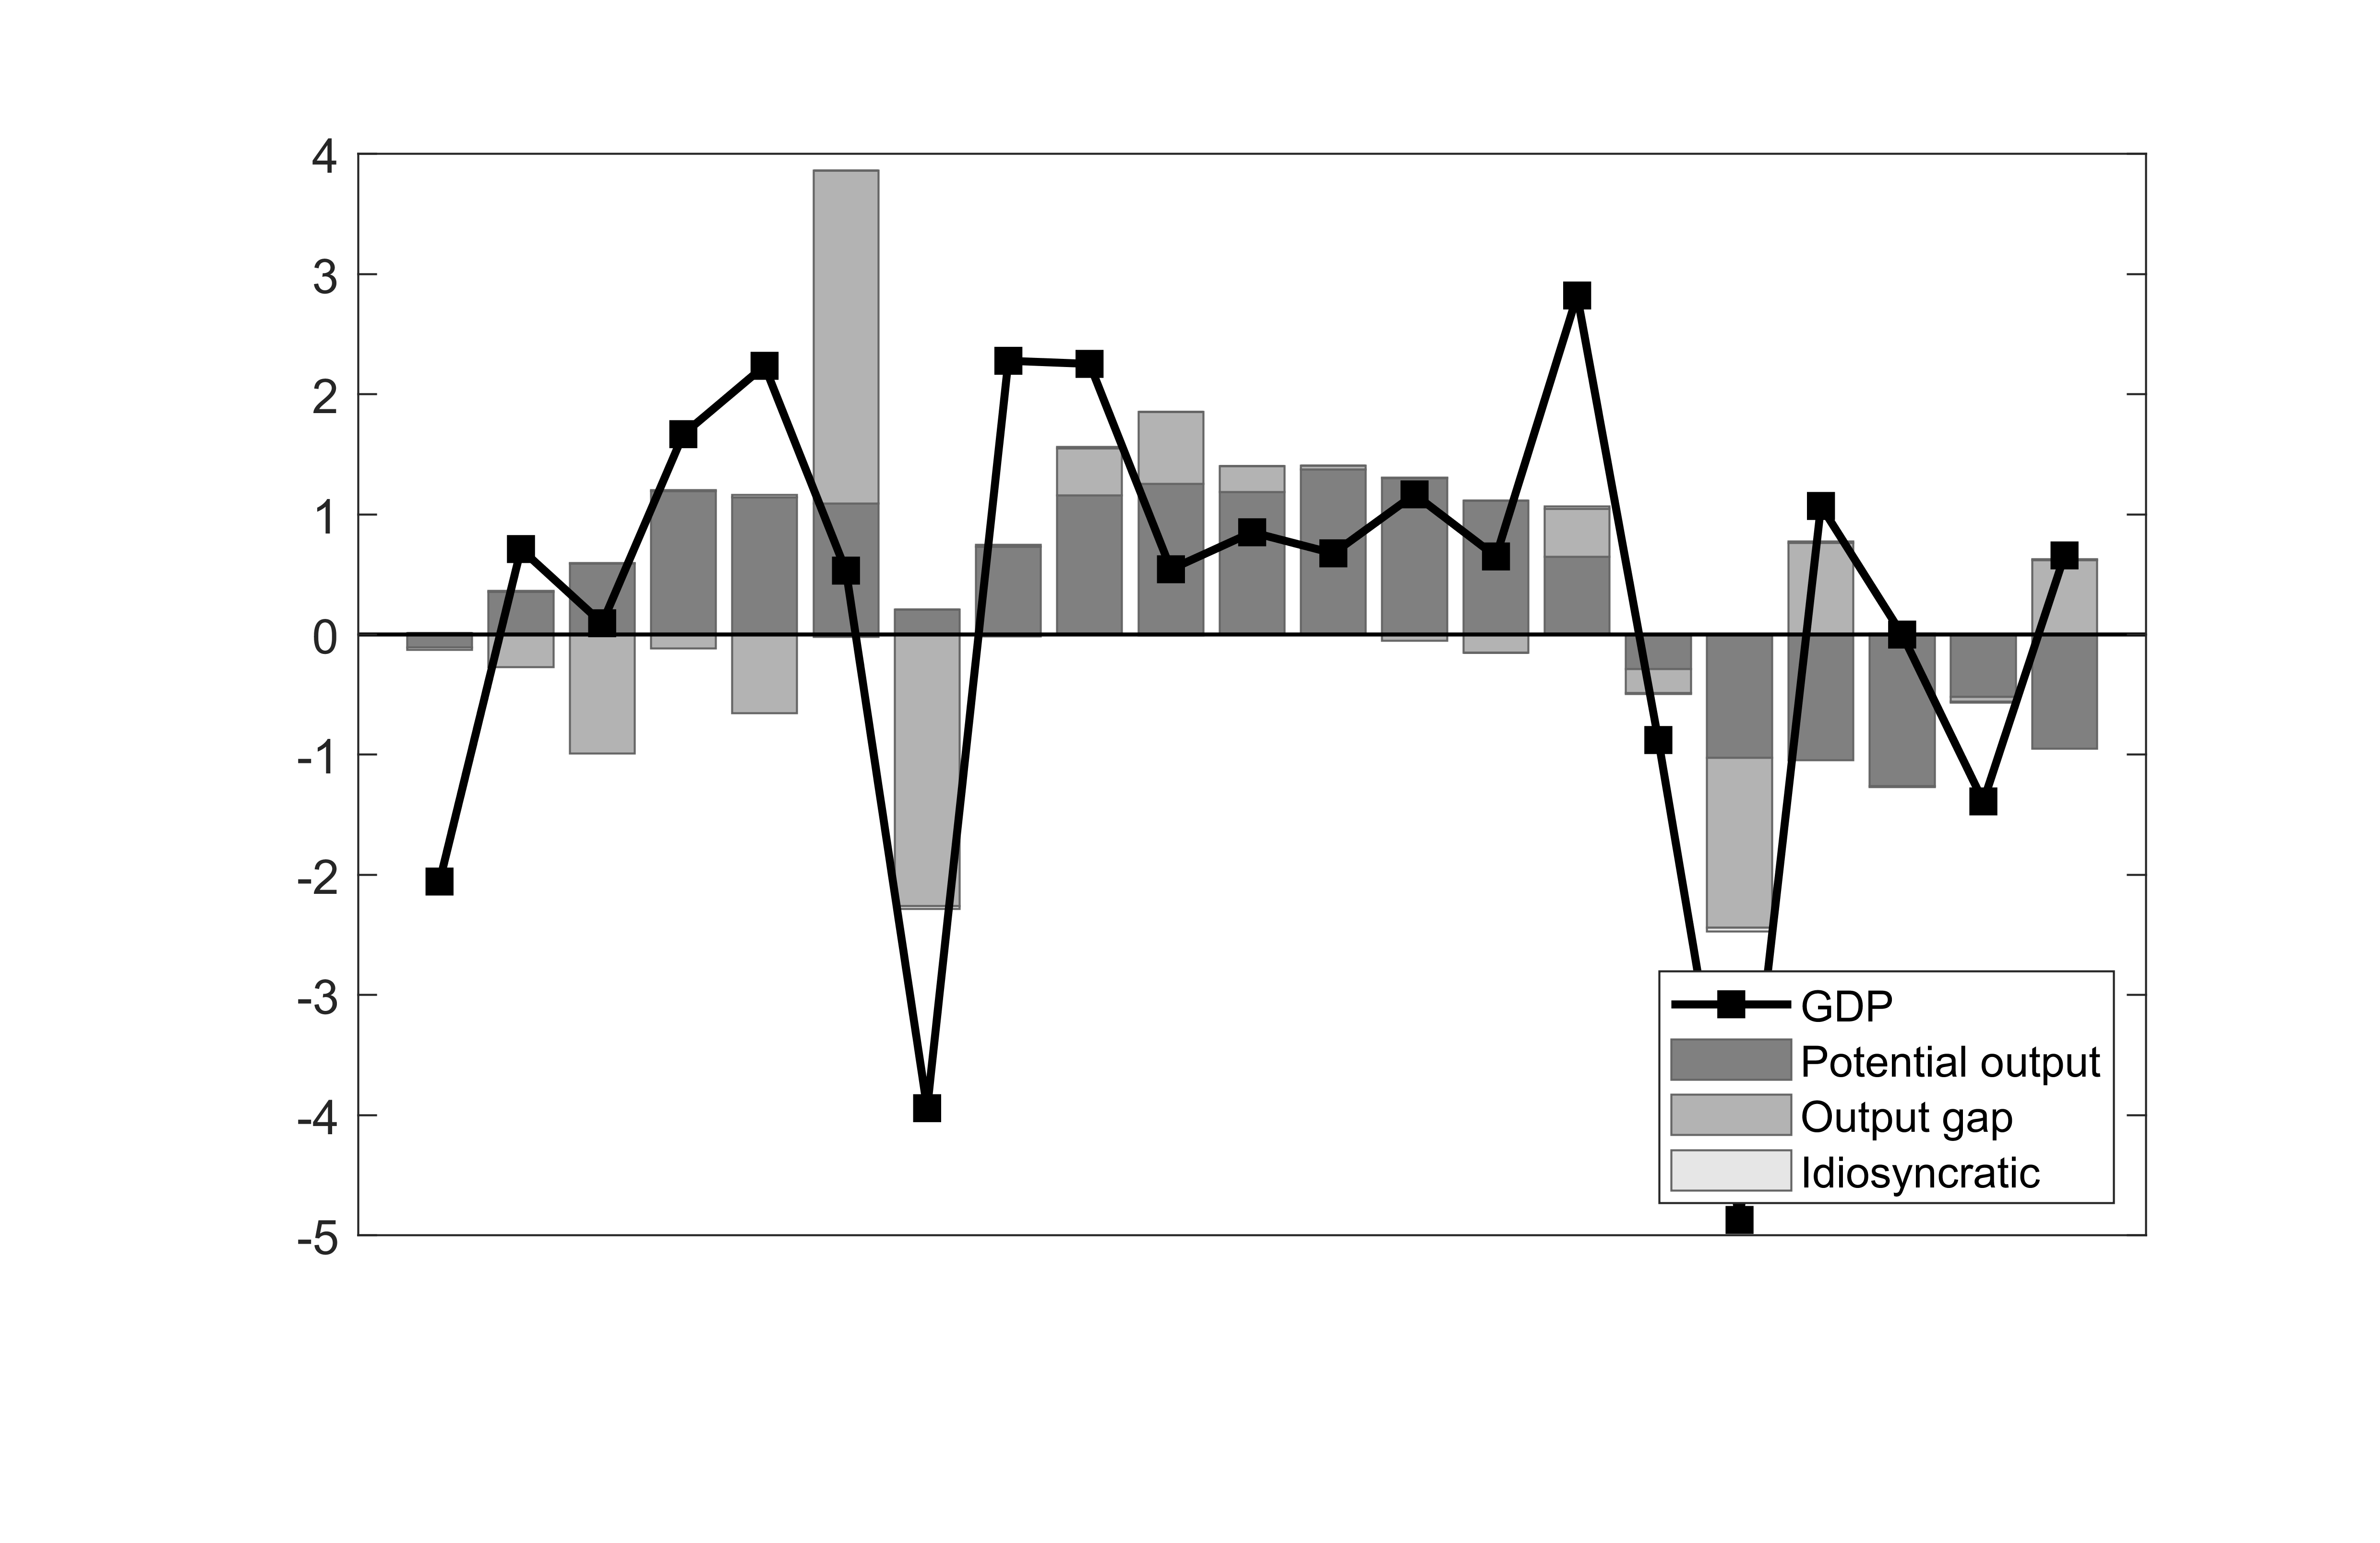 4
3
2
1
0
-1
-2
-3
-4
-5
GDP
Potential output
Output gap
Idiosyncratic